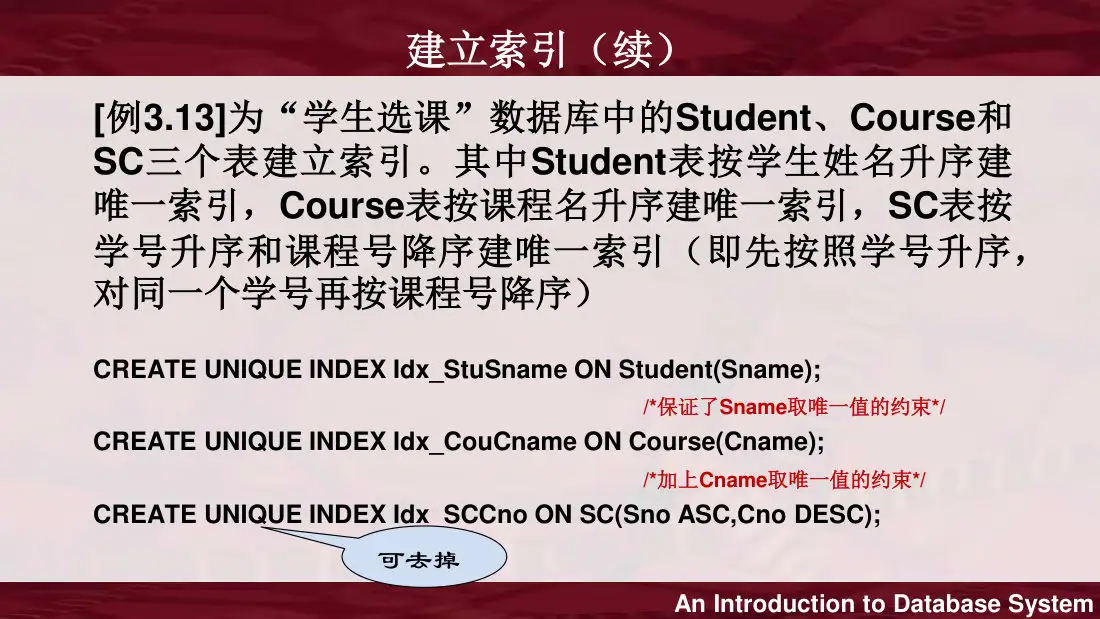 建立索引（续）
[例3.13]为“学生选课”数据库中的Student、Course和
SC三个表建立索引。其中Student表按学生姓名升序建
唯一索引，Course表按课程名升序建唯一索引，SC表按
学号升序和课程号降序建唯一索引（即先按照学号升序，
对同一个学号再按课程号降序）
CREATE UNIQUE INDEX Idx_StuSname ON Student(Sname);
/*保证了Sname取唯一值的约束*/
CREATE UNIQUE INDEX Idx_CouCname ON Course(Cname);
/*加上Cname取唯一值的约束*/
CREATE UNIQUE INDEX Idx_SCCno ON SC(Sno ASC,Cno DESC);
可去掉
An Introduction to Database System